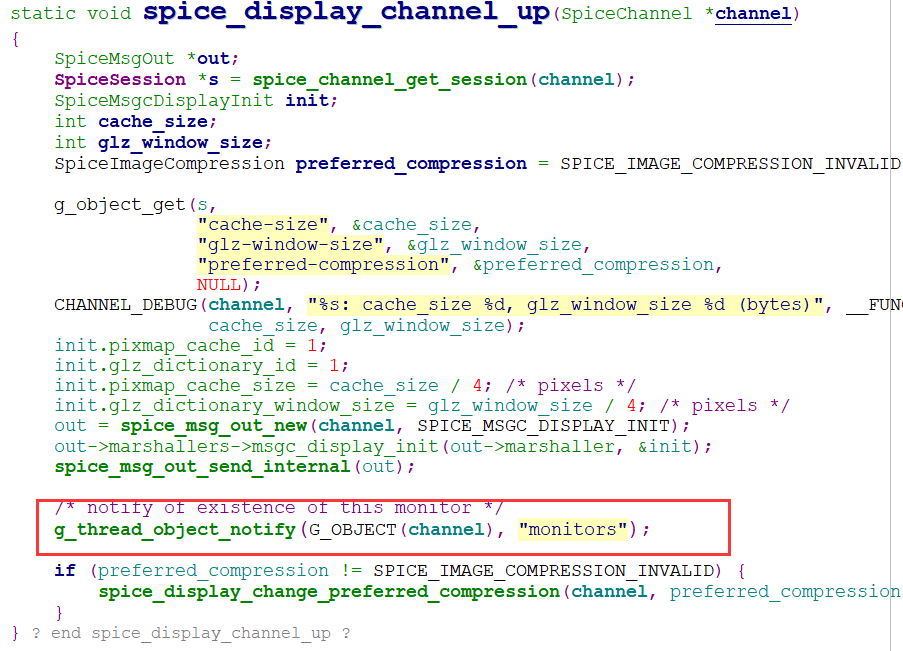 static void spice_display_channel_up(SpiceChannel *channel)
{
    SpiceMsgOut *out;
    SpiceSession *s = spice_channel_get_session(channel);
    SpiceMsgcDisplayInit init;
    int cache_size;
    int glz_window_size;
    SpiceImageCompression preferred_compression = SPICE_IMAGE_COMPRESSION_INVALID

    g_object_get(s,
                 "cache-size", &cache_size,
                 "glz-window-size", &glz_window_size,
                 "preferred-compression", &preferred_compression,
                 NULL);
    CHANNEL_DEBUG(channel, "%s: cache_size %d, glz_window_size %d (bytes)", __FUN
                  cache_size, glz_window_size);
    init.pixmap_cache_id = 1;
    init.glz_dictionary_id = 1;
    init.pixmap_cache_size = cache_size / 4; /* pixels */
    init.glz_dictionary_window_size = glz_window_size / 4; /* pixels */
    out = spice_msg_out_new(channel, SPICE_MSGC_DISPLAY_INIT);
    out->marshallers->msgc_display_init(out->marshaller, &init);
    spice_msg_out_send_internal(out);

    /* notify of existence of this monitor */
    g_thread_object_notify(G_OBJECT(channel), "monitors");

    if (preferred_compression != SPICE_IMAGE_COMPRESSION_INVALID) {
        spice_display_change_preferred_compression(channel, preferred_compression
    }
} ? end spice_display_channel_up ?